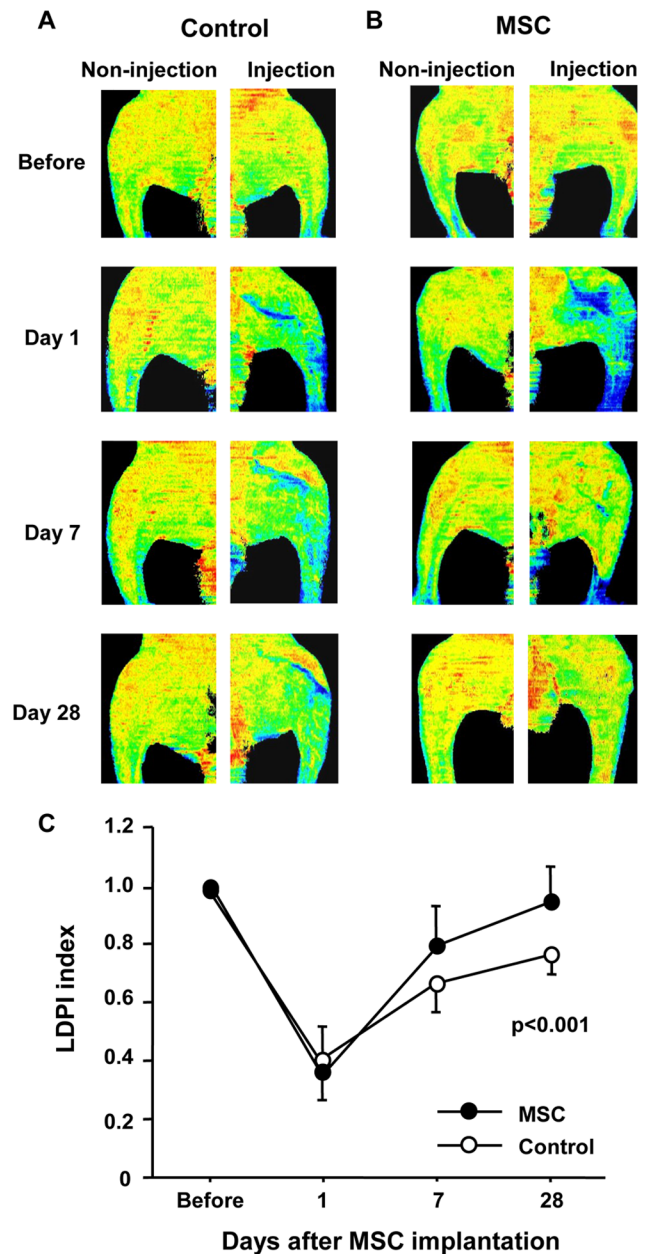 A
Control
B
MSC
Non-injection
Injection
Non-injection
Injection
Before
Day 1
Day 7
Day 28
C
1.2
1.0
0.8
0.6
0.4
0.2
0
LDPI index
p<0.001
MSC
Control
Before
1
7
28
Days after MSC implantation